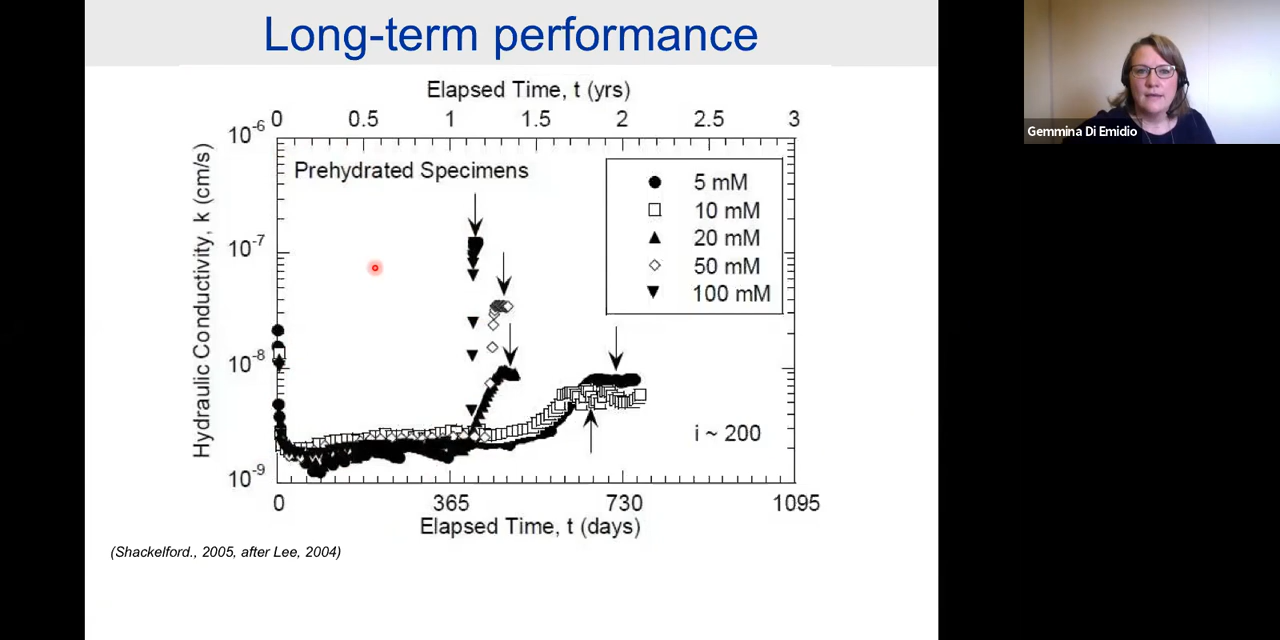 Long-term performance
Gemmina Di Emidio
Elapsed Time, t (yrs)
0 0.5 1 1.5 2 2.5 3
10-6
Prehydrated Specimens
5 mM
10 mM
20 mM
50 mM
100 mM
10-7
10-8
10-9
Hydraulic Conductivity, k (cm/s)
i ~ 200
0 365 730 1095
Elapsed Time, t (days)
(Shackelford., 2005, after Lee, 2004)